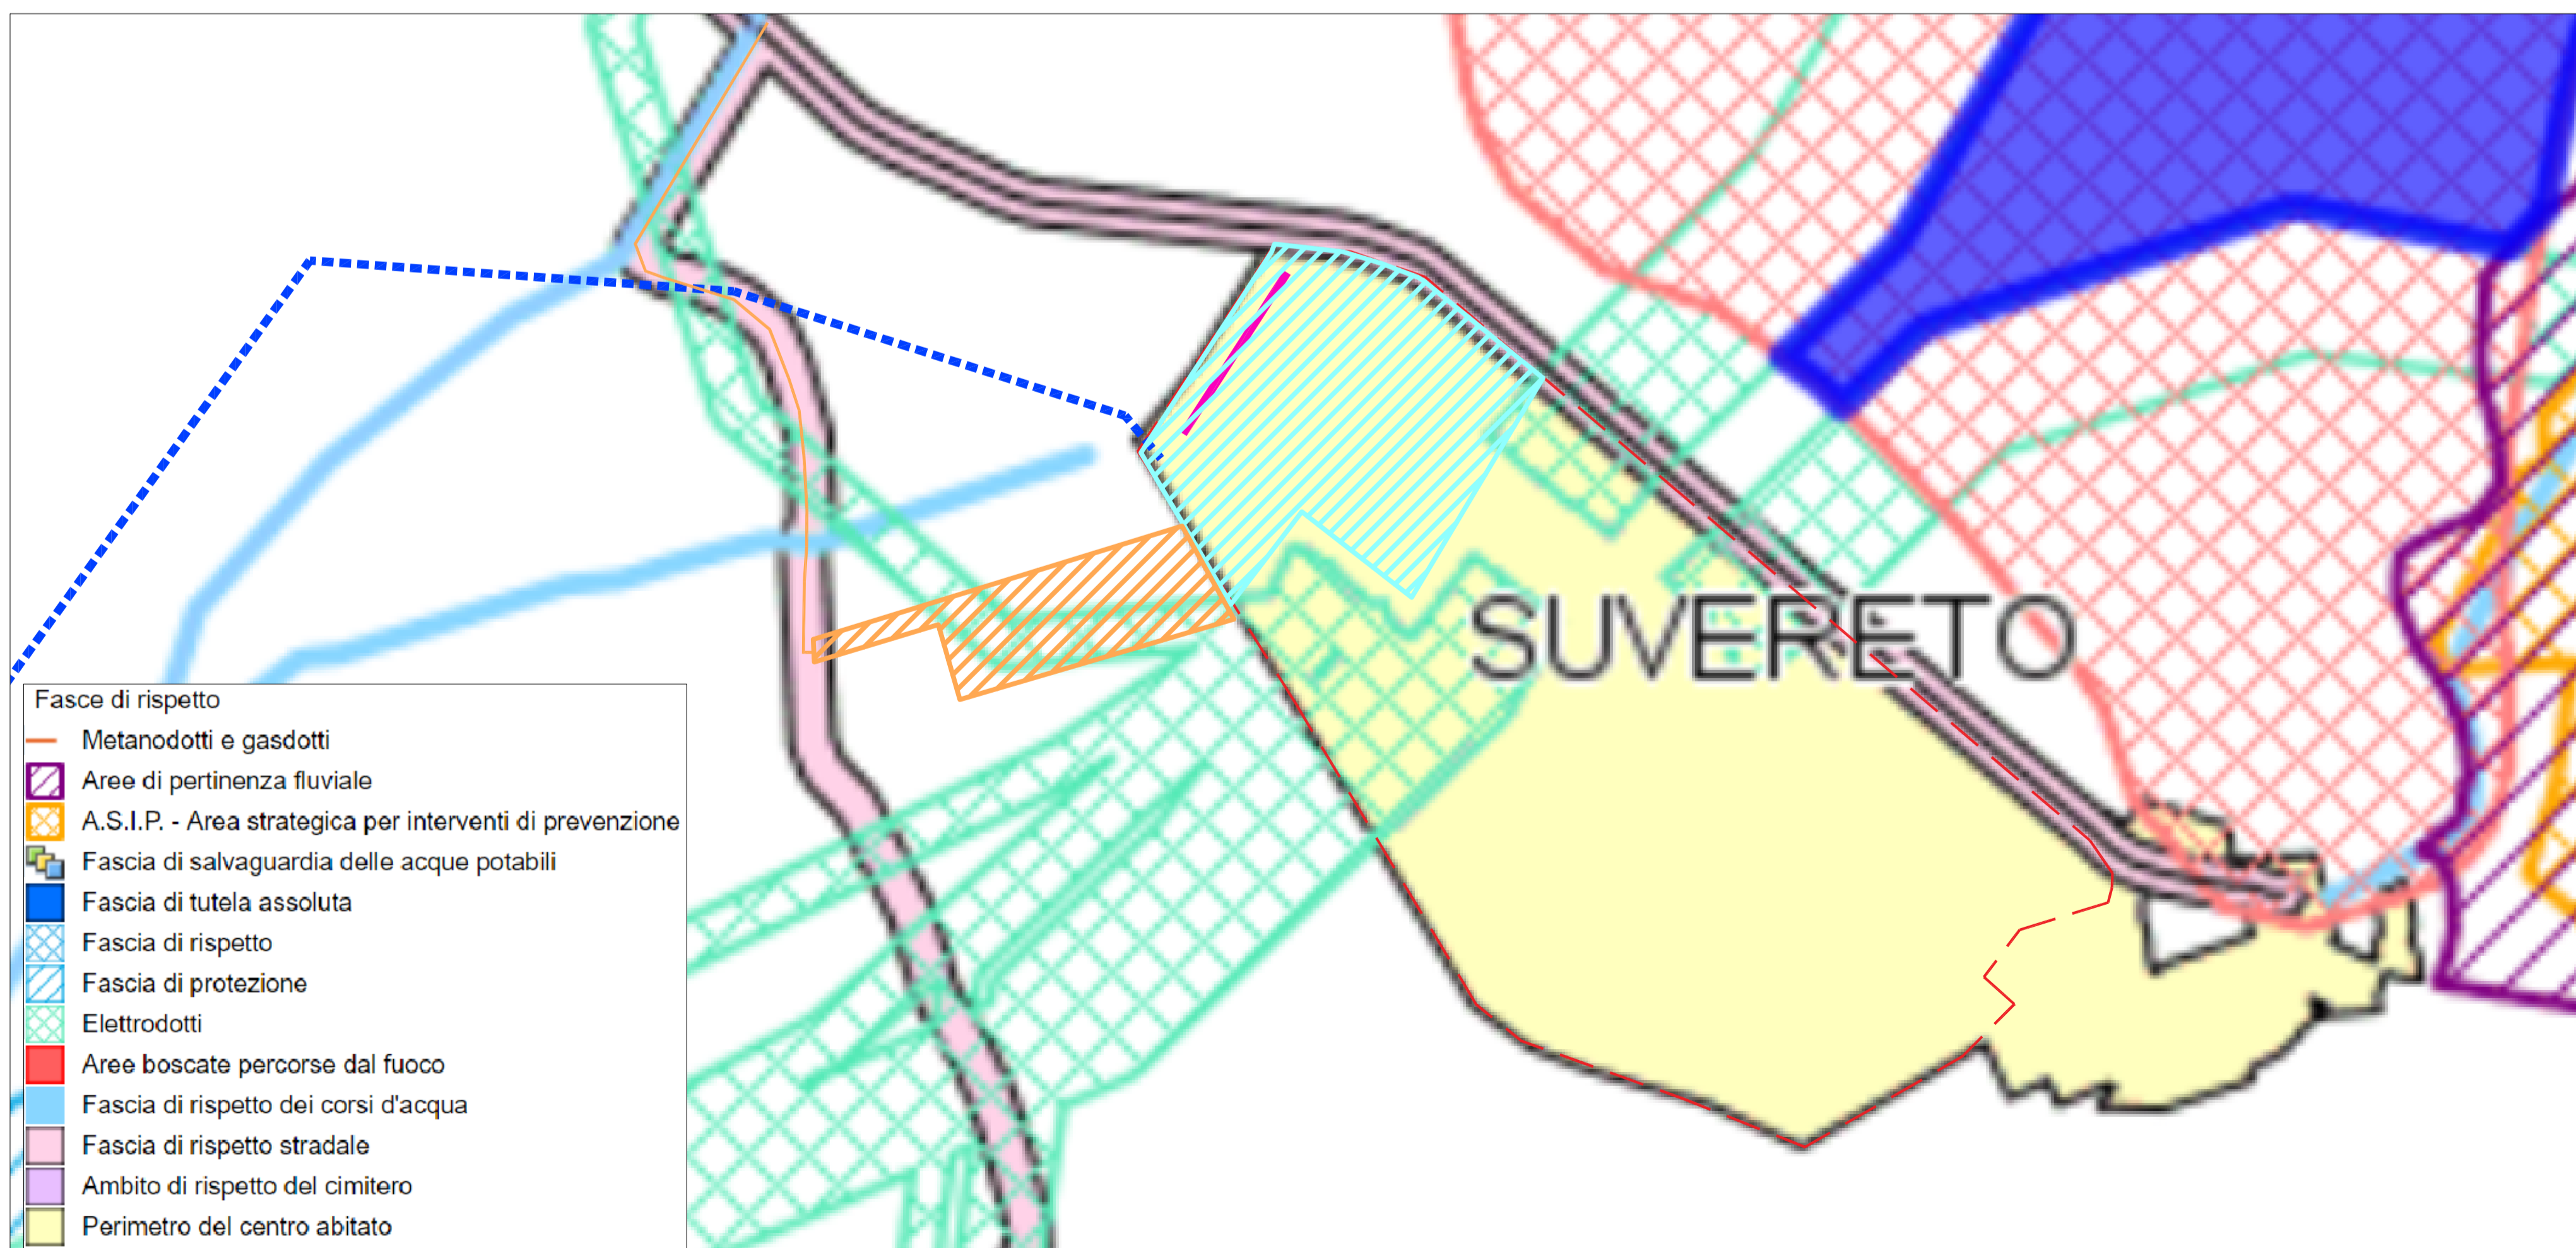 SUVERETO
Fasce di rispetto
Metanodotti e gasdotti
Aree di pertinenza fluviale
A.S.I.P. - Area strategica per interventi di prevenzione
Fascia di salvaguardia delle acque potabili
Fascia di tutela assoluta
Fascia di rispetto
Fascia di protezione
Elettrodotti
Aree boscate percorse dal fuoco
Fascia di rispetto dei corsi d'acqua
Fascia di rispetto stradale
Ambito di rispetto del cimitero
Perimetro del centro abitato